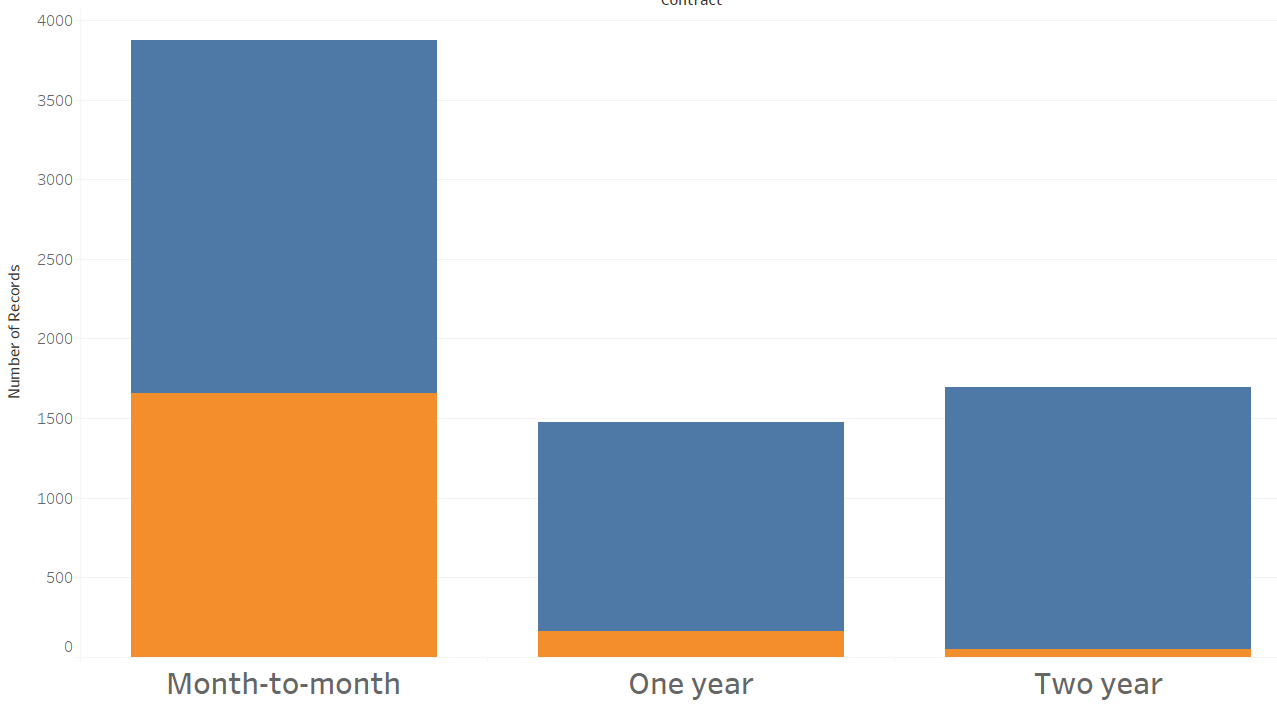 Contract
4000
3500
3000
2500
2000
1500
1000
500
0
Number of Records
Month-to-month
One year
Two year